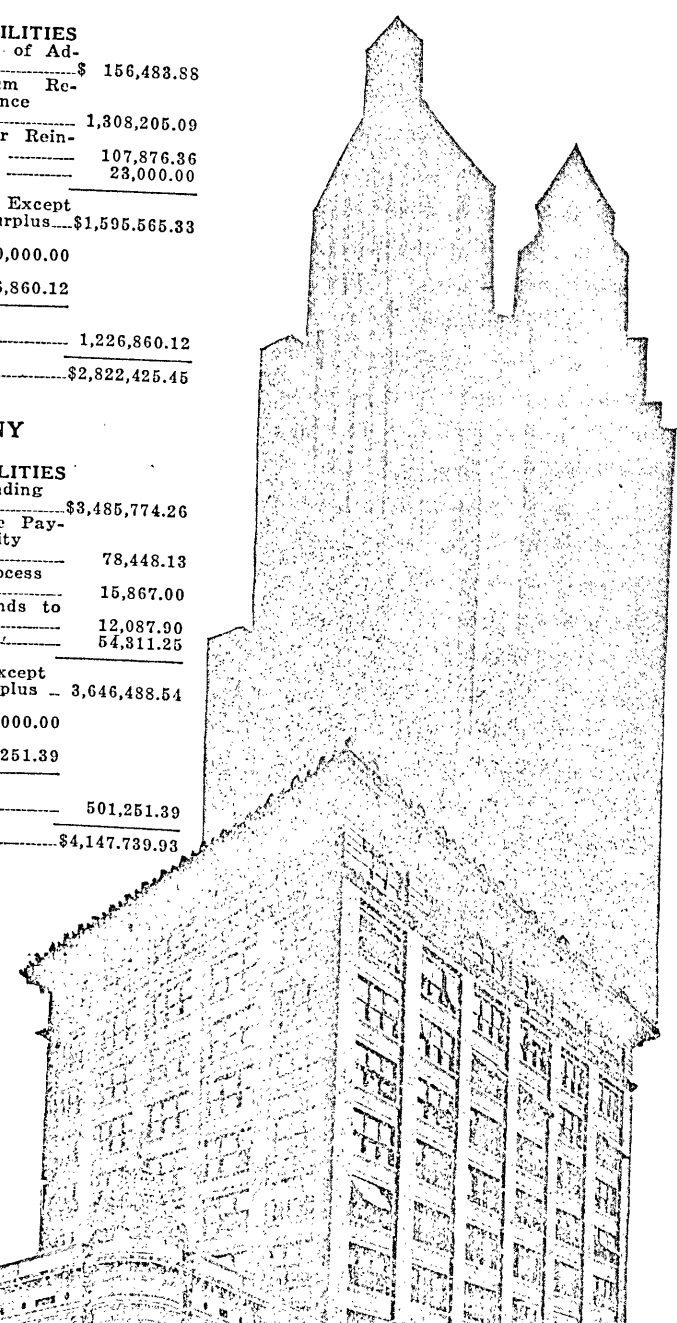 ILITIES
of Ad-
$ 156,483.88
m Re-
nce
1,308,205.09
r Rein-
107,876.36
23,000.00
Except
urplus $1,595.565.33
0,000.00
6,860.12
1,226,860.12
$2,822,425.45
NY
LITIES
nding
$3,485,774.26
e Pay-
ity
78,448.13
ocess
15,867.00
nds to
12,087.90
54,311.25
xcept
plus 3,646,488.54
000.00
251.39
501,251.39
$4,147.739.93